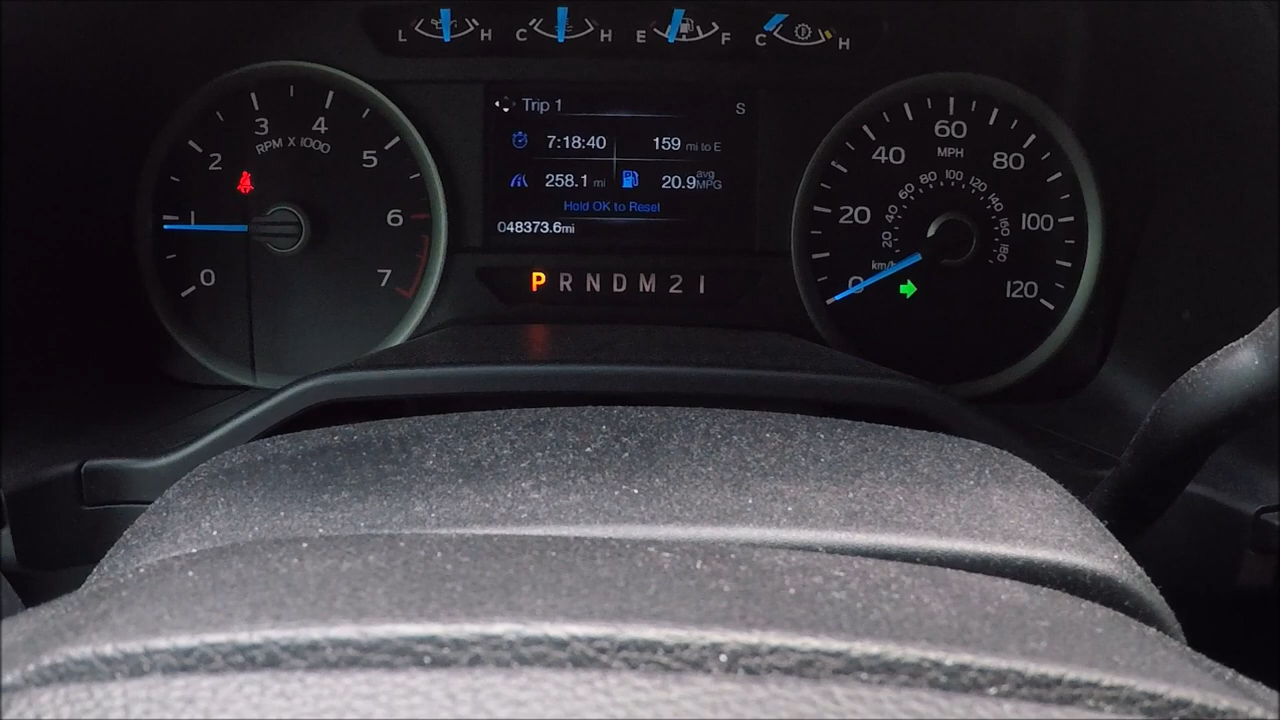 L H C H E F C H
Trip 1 S
7:18:40 159 mi to E
258.1 mi 20.9 avg MPG
Hold OK to Reset
048373.6mi
P R N D M 2 1
0 1 2 3 4 5 6 7
RPM X 1000
0 20 40 60 80 100 120
MPH
20 40 60 80 100 120 140 160 180
km/h